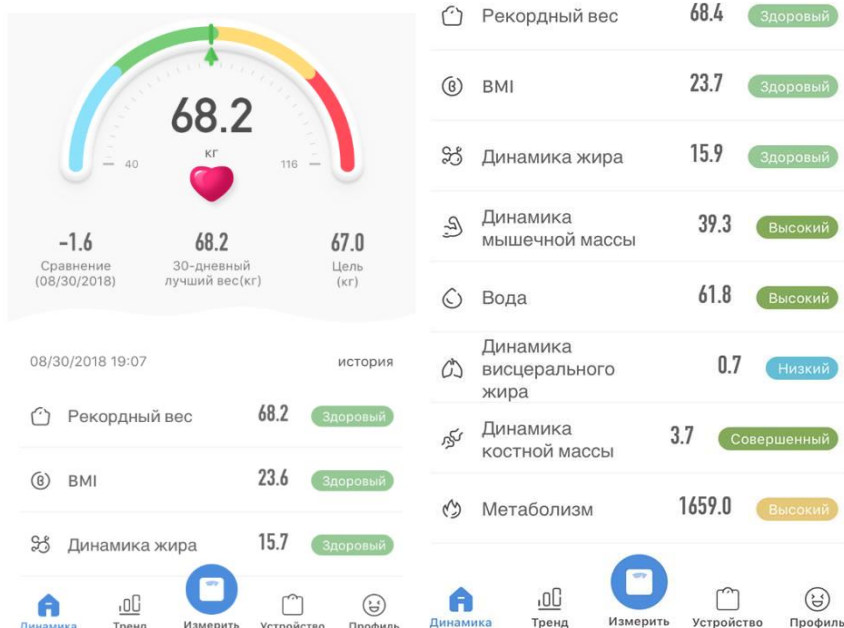 68.2
кг
40
116
-1.6
68.2
67.0
Сравнение
(08/30/2018)
30-дневный
лучший вес(кг)
Цель
(кг)
08/30/2018 19:07
история
Рекордный вес 68.2 Здоровый
BMI 23.6 Здоровый
Динамика жира 15.7 Здоровый
Динамика Тренд Измерить Устройство Профиль
Рекордный вес 68.4 Здоровый
BMI 23.7 Здоровый
Динамика жира 15.9 Здоровый
Динамика
мышечной массы 39.3 Высокий
Вода 61.8 Высокий
Динамика
висцерального 0.7 Низкий
жира
Динамика
костной массы 3.7 Совершенный
Метаболизм 1659.0 Высокий
Динамика Тренд Измерить Устройство Профиль